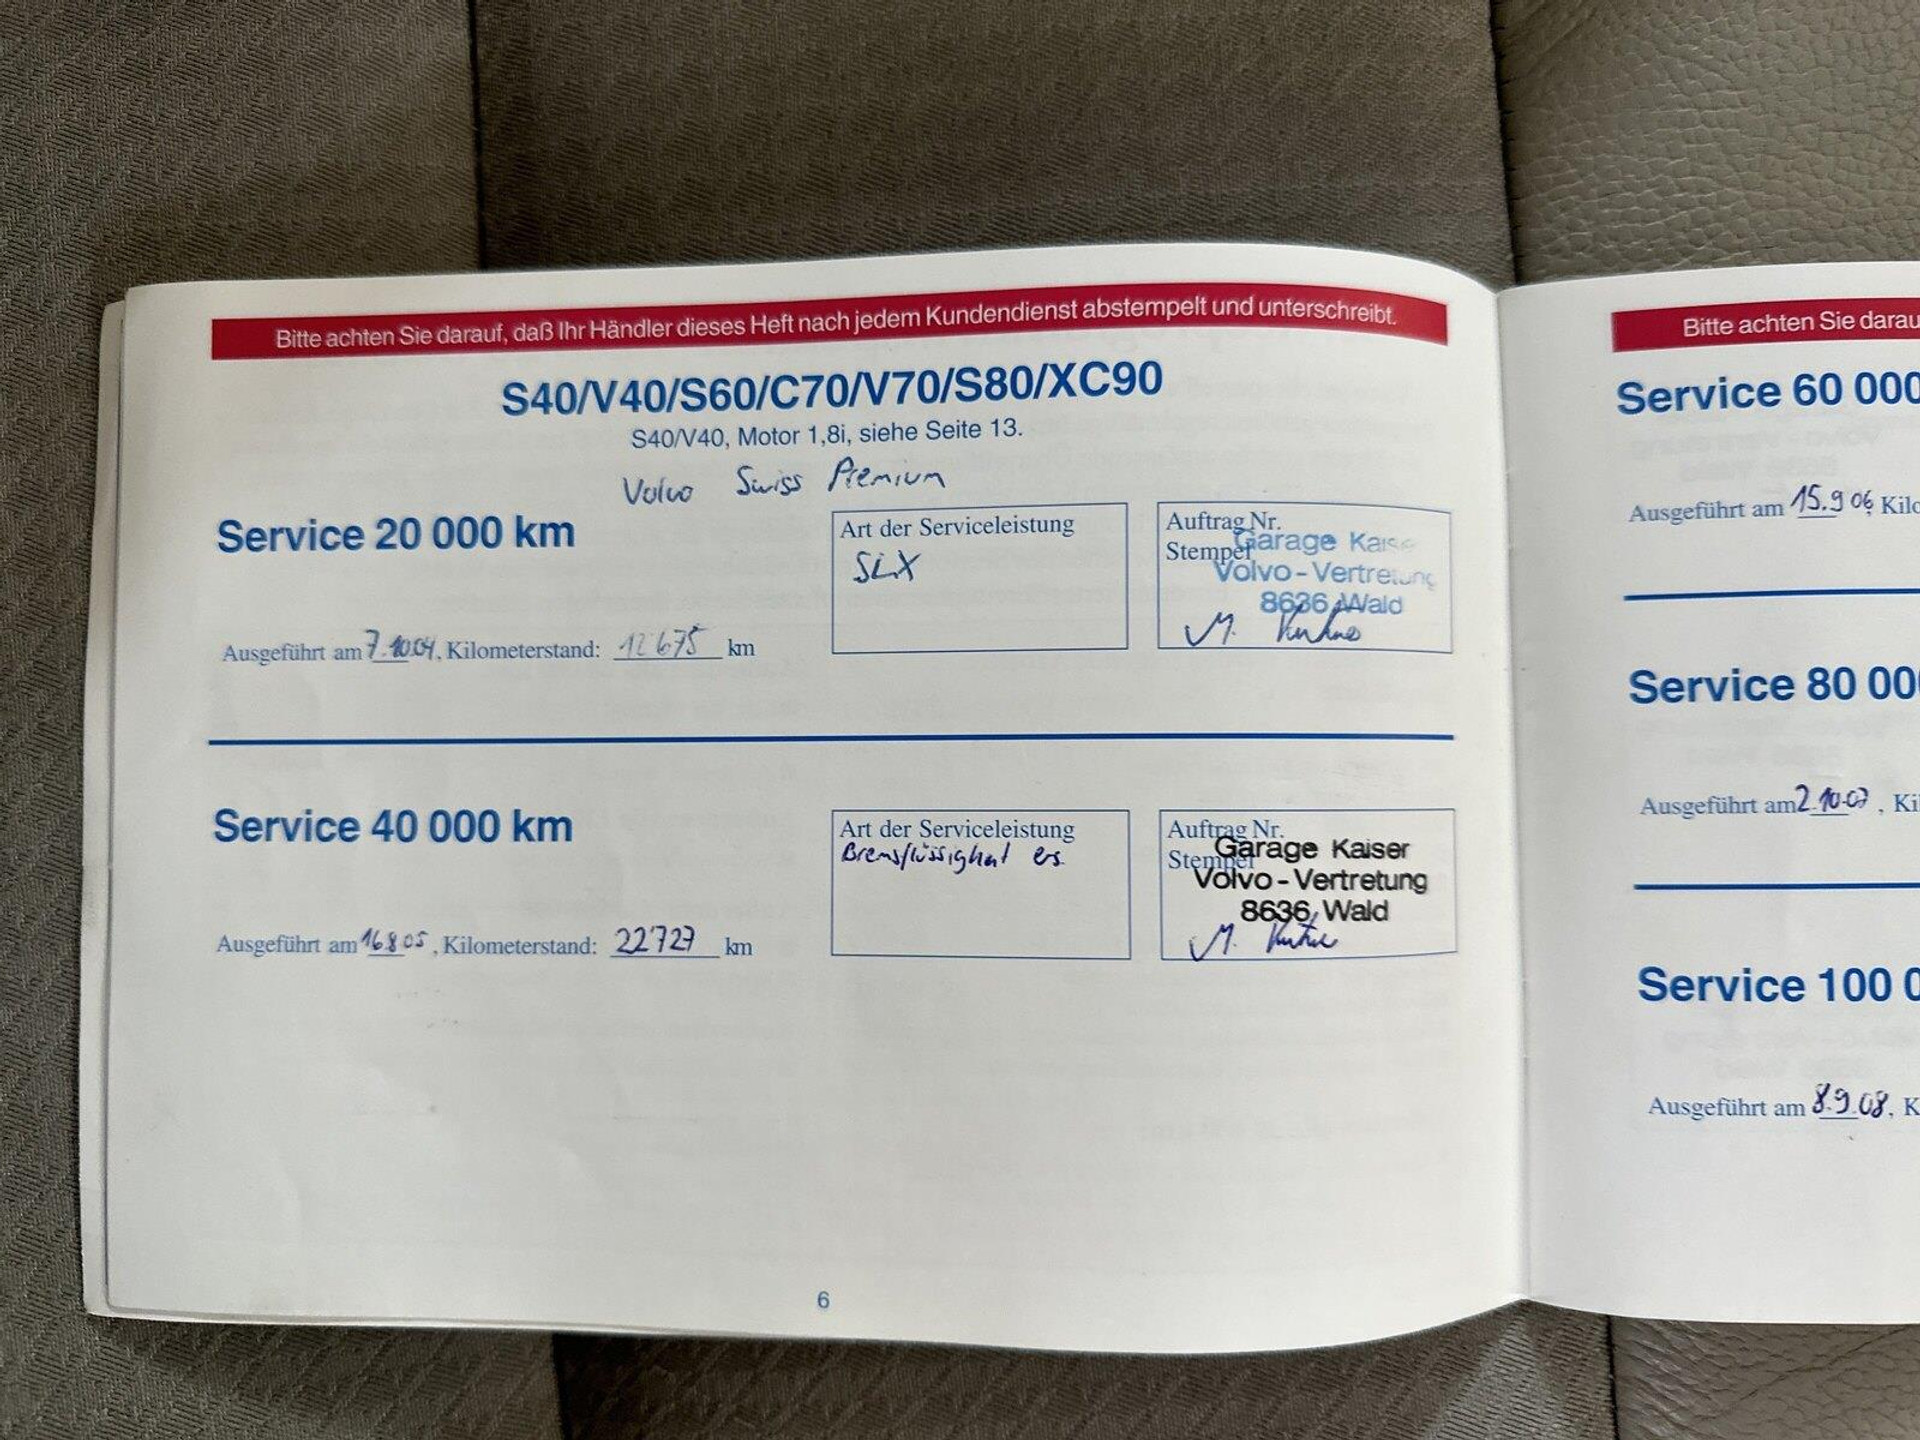 Bitte achten Sie darauf, daß Ihr Händler dieses Heft nach jedem Kundendienst abstempelt und unterschreibt.
S40/V40/S60/C70/V70/S80/XC90
S40/V40, Motor 1,8i, siehe Seite 13.
Volvo Swiss Premium
Service 20 000 km
Art der Serviceleistung
SLX
Auftrag Nr.
Stempel
Garage Kaiser
Volvo-Vertretung
8636 Wald
M.
Ausgeführt am 7.10.04, Kilometerstand: 12675 km
Service 40 000 km
Art der Serviceleistung
Bremsflüssigkeit ers.
Auftrag Nr.
Stempel
Garage Kaiser
Volvo-Vertretung
8636 Wald
M.
Ausgeführt am 16.8.05, Kilometerstand: 22727 km
6
Bitte achten Sie darau
Service 60 000
Ausgeführt am 15.9.06, Kilo
Service 80 00
Ausgeführt am 2.10.07, Ki
Service 100 0
Ausgeführt am 8.9.08, K